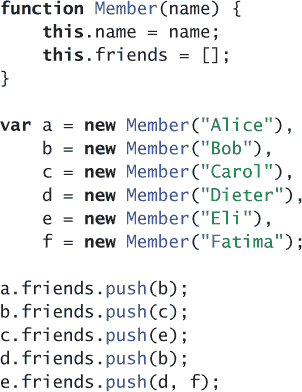 function Member(name) {
    this.name = name;
    this.friends = [];
}

var a = new Member("Alice"),
    b = new Member("Bob"),
    c = new Member("Carol"),
    d = new Member("Dieter"),
    e = new Member("Eli"),
    f = new Member("Fatima");

a.friends.push(b);
b.friends.push(c);
c.friends.push(e);
d.friends.push(b);
e.friends.push(d, f);